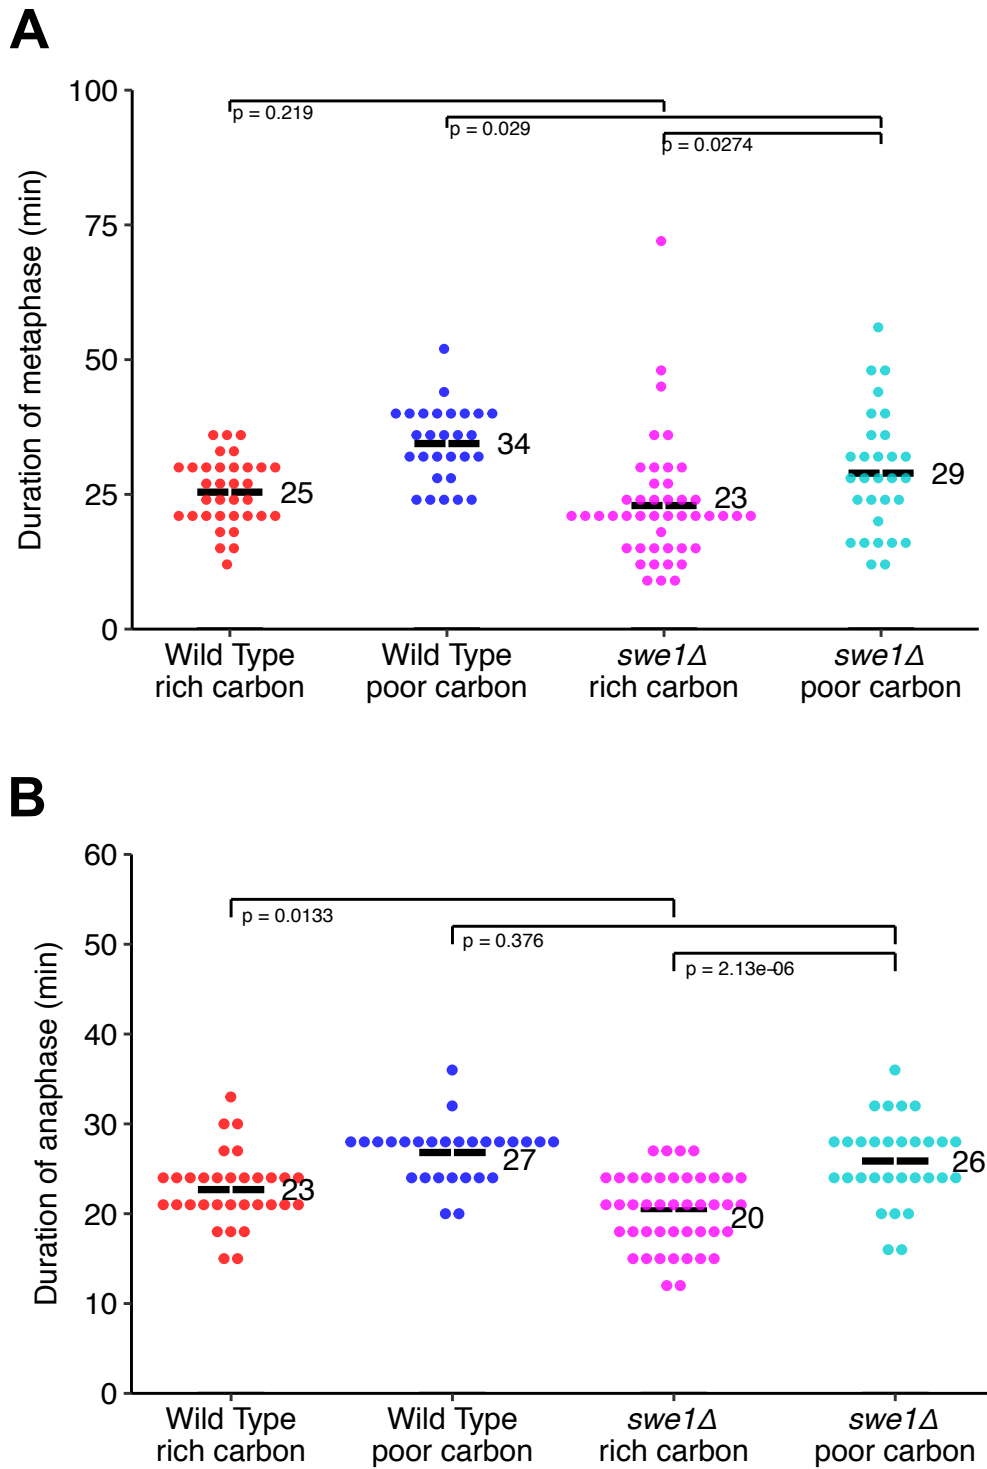 A
Duration of metaphase (min)
100
75
50
25
0
p = 0.219
p = 0.029
p = 0.0274
25
34
23
29
Wild Type
rich carbon
Wild Type
poor carbon
swe1Δ
rich carbon
swe1Δ
poor carbon
B
Duration of anaphase (min)
60
50
40
30
20
10
0
p = 0.0133
p = 0.376
p = 2.13e-06
23
27
20
26
Wild Type
rich carbon
Wild Type
poor carbon
swe1Δ
rich carbon
swe1Δ
poor carbon